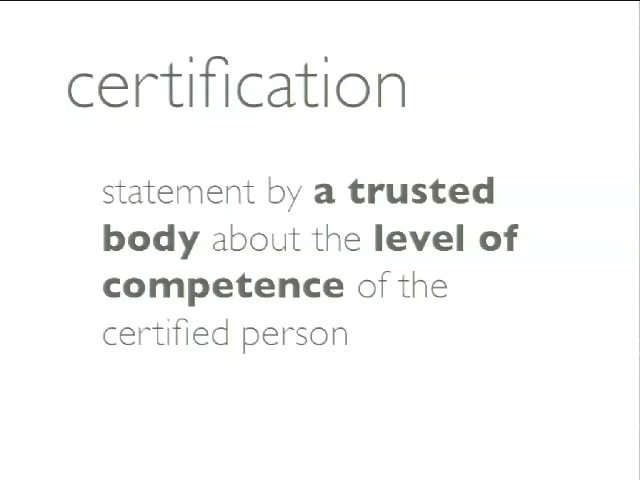 certification
statement by a trusted
body about the level of
competence of the
certified person